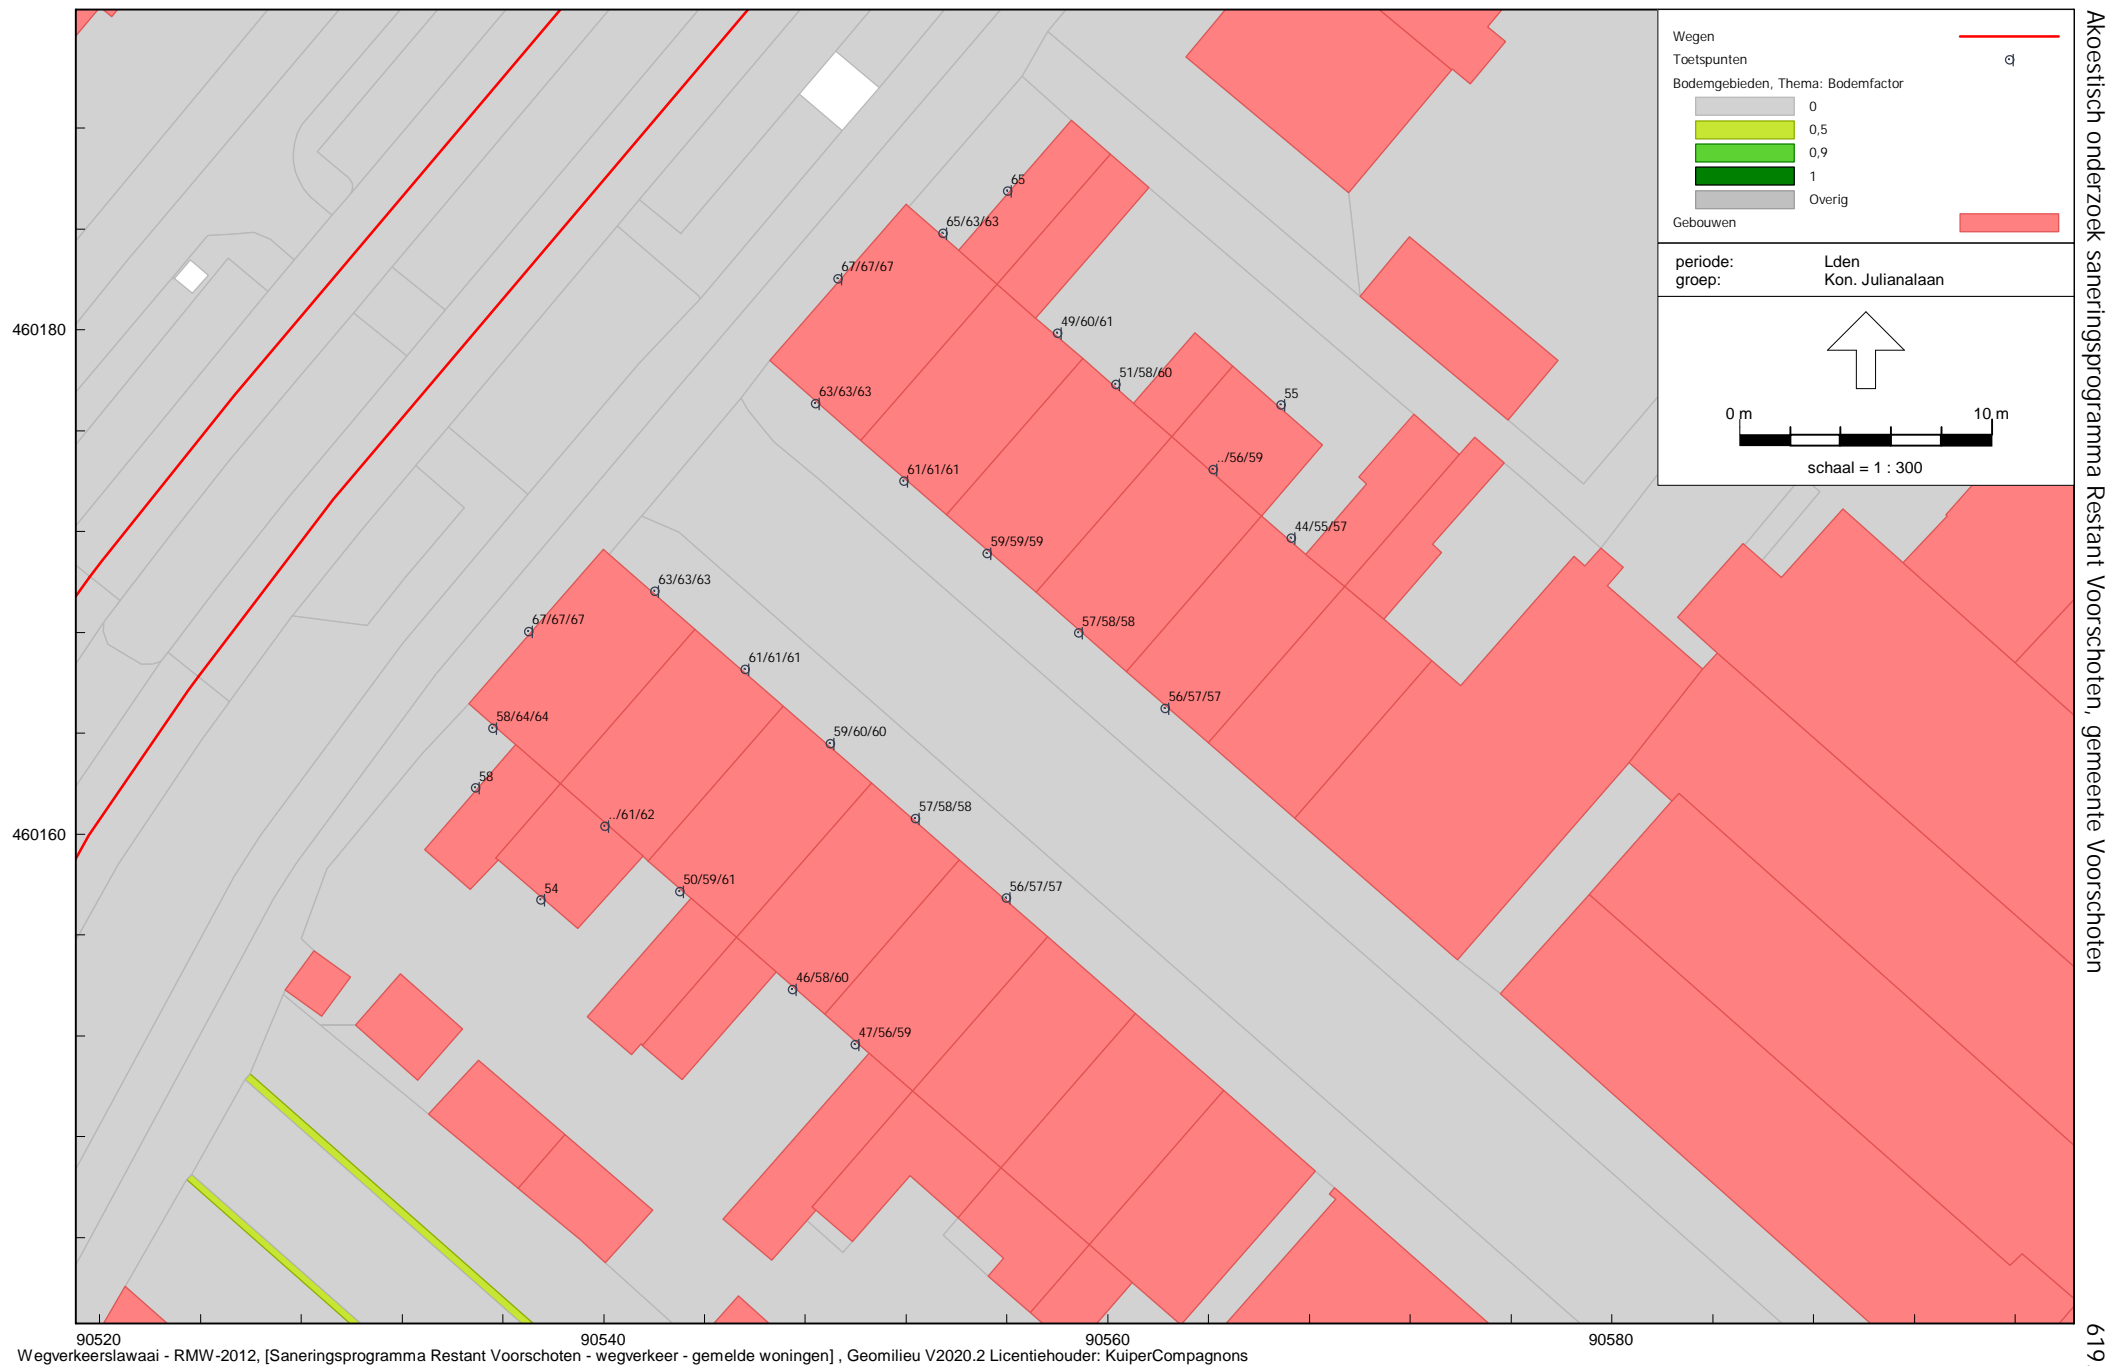 Wegen
Toetspunten
Bodemgebieden, Thema: Bodemfactor
0
0,5
0,9
1
Overig
Gebouwen
periode: Lden
groep: Kon. Julianalaan
0 m 10 m
schaal = 1 : 300
Akoestisch onderzoek saneringsprogramma Restant Voorschoten, gemeente Voorschoten
619
65
65/63/63
67/67/67
49/60/61
51/58/60
55
63/63/63
../56/59
61/61/61
44/55/57
59/59/59
63/63/63
67/67/67
57/58/58
61/61/61
56/57/57
58/64/64
59/60/60
58
../61/62
57/58/58
54
50/59/61
56/57/57
46/58/60
47/56/59
460180
460160
90520 90540 90560 90580
Wegverkeerslawaai - RMW-2012, [Saneringsprogramma Restant Voorschoten - wegverkeer - gemelde woningen] , Geomilieu V2020.2 Licentiehouder: KuiperCompagnons